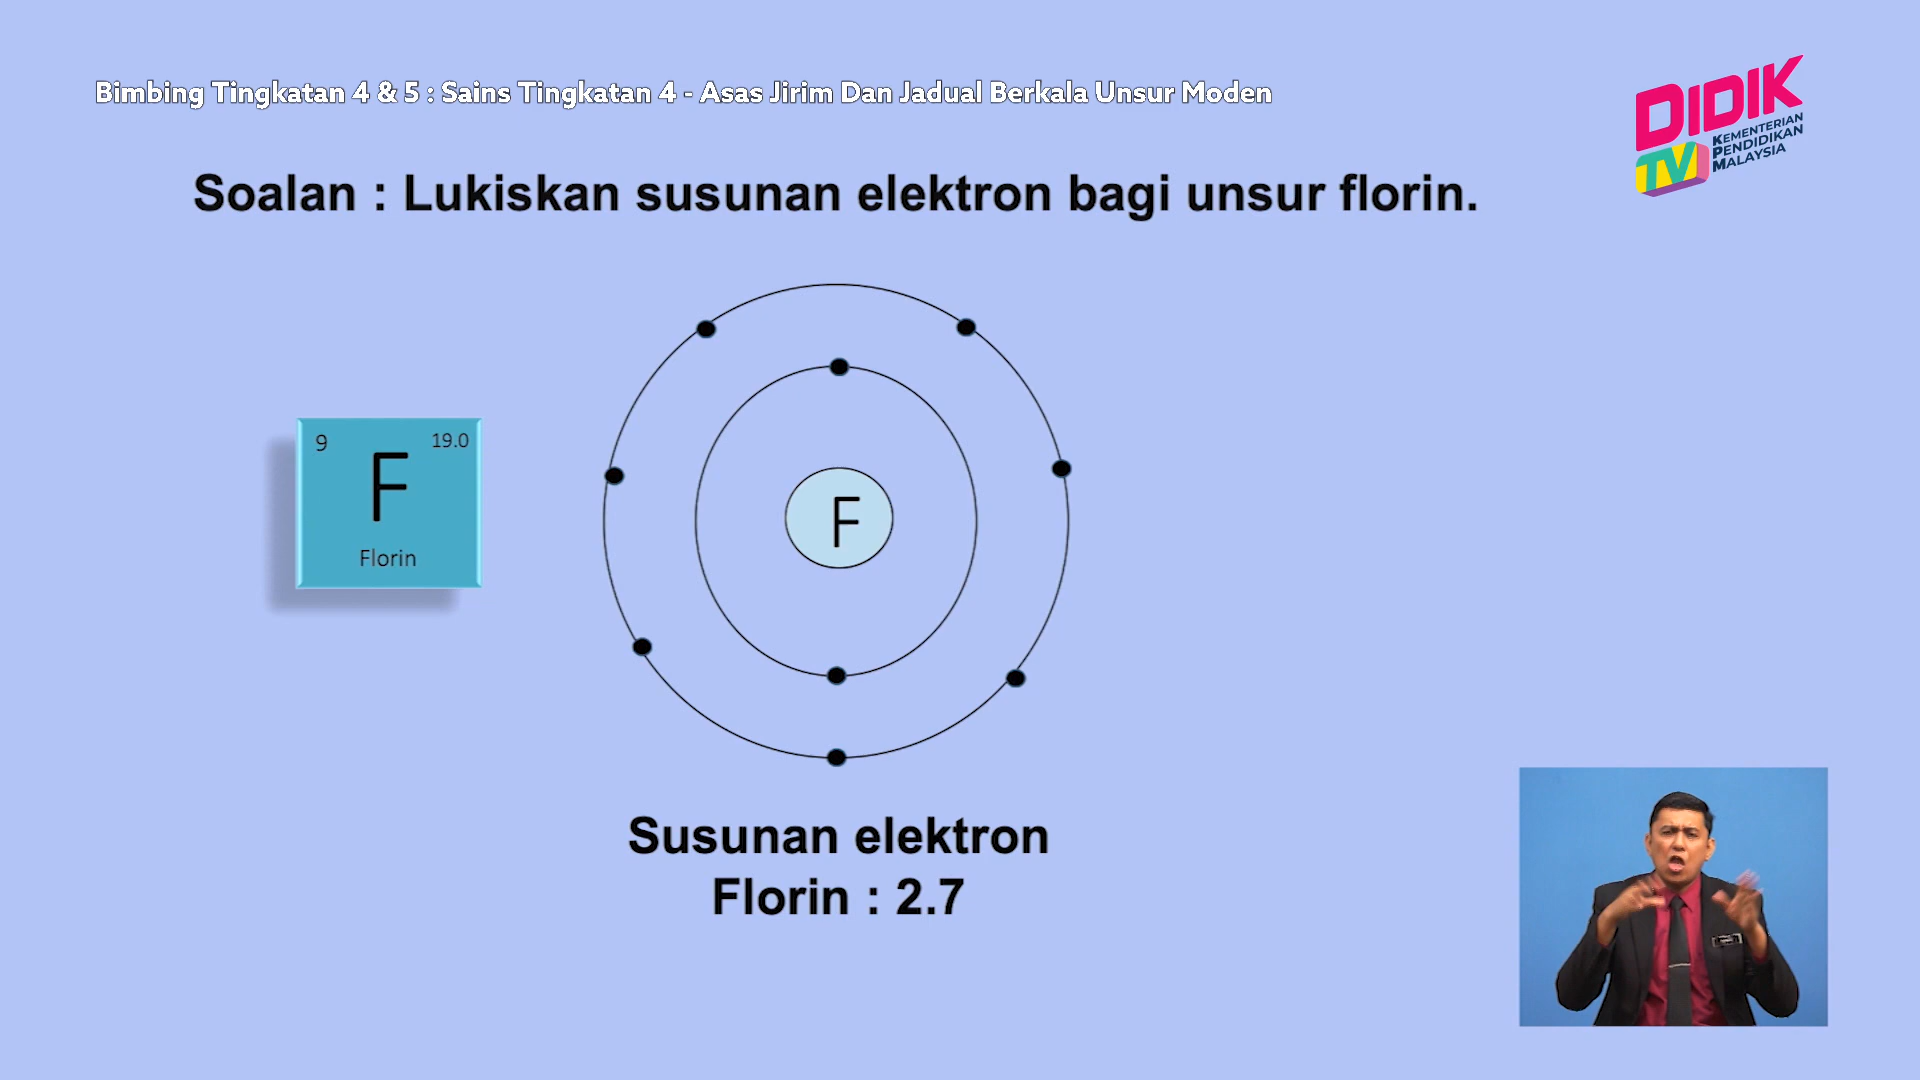 Bimbing Tingkatan 4 & 5 : Sains Tingkatan 4 - Asas Jirim Dan Jadual Berkala Unsur Moden
DIDIK
TV
KEMENTERIAN
PENDIDIKAN
MALAYSIA
Soalan : Lukiskan susunan elektron bagi unsur florin.
9
19.0
F
Florin
F
Susunan elektron
Florin : 2.7